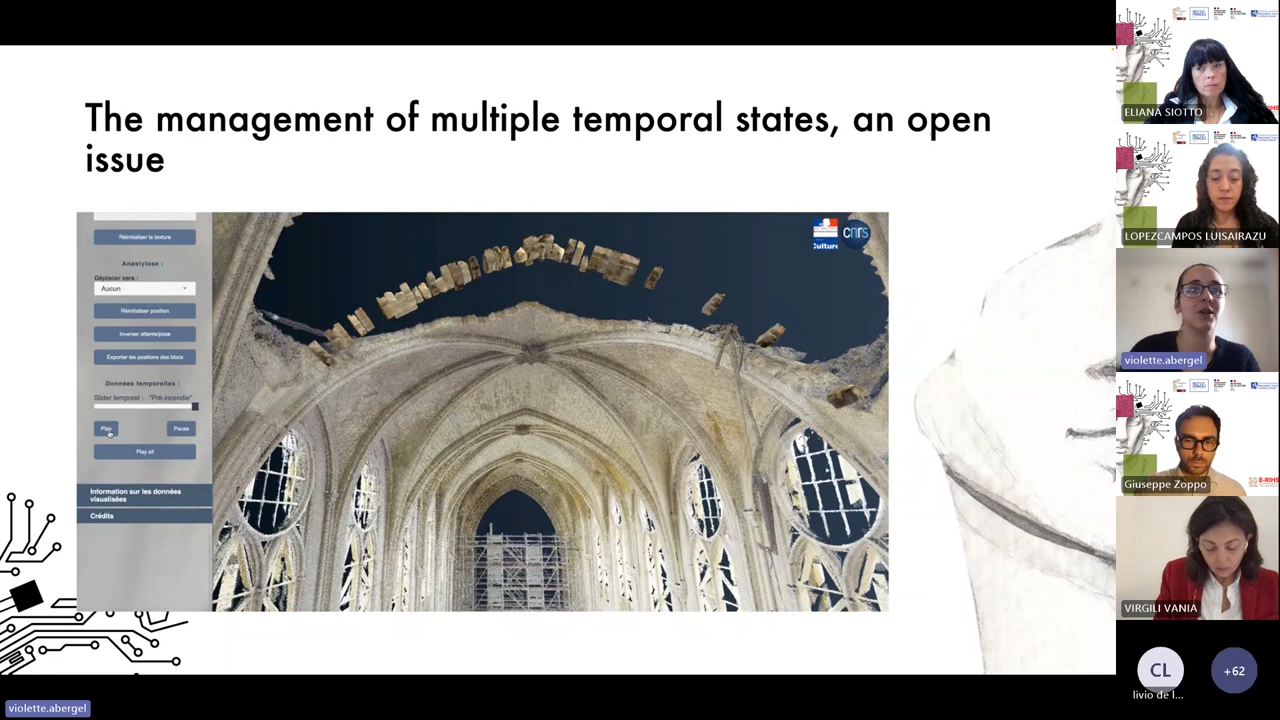 The management of multiple temporal states, an open
issue
Réinitialiser la texture
Anastylose :
Déplacer vers :
Aucun
Réinitialiser position
Inverser attente/pose
Exporter les positions des blocs
Données temporelles :
Slider temporel : "Pré-incendie"
Play
Pause
Play all
Information sur les données
visualisées
Crédits
Culture
cnrs
ELIANA SIOTTO
LOPEZCAMPOS LUISAIRAZU
violette.abergel
Giuseppe Zoppo
E-RIHS
VIRGILI VANIA
CL
+62
livio de l...
violette.abergel